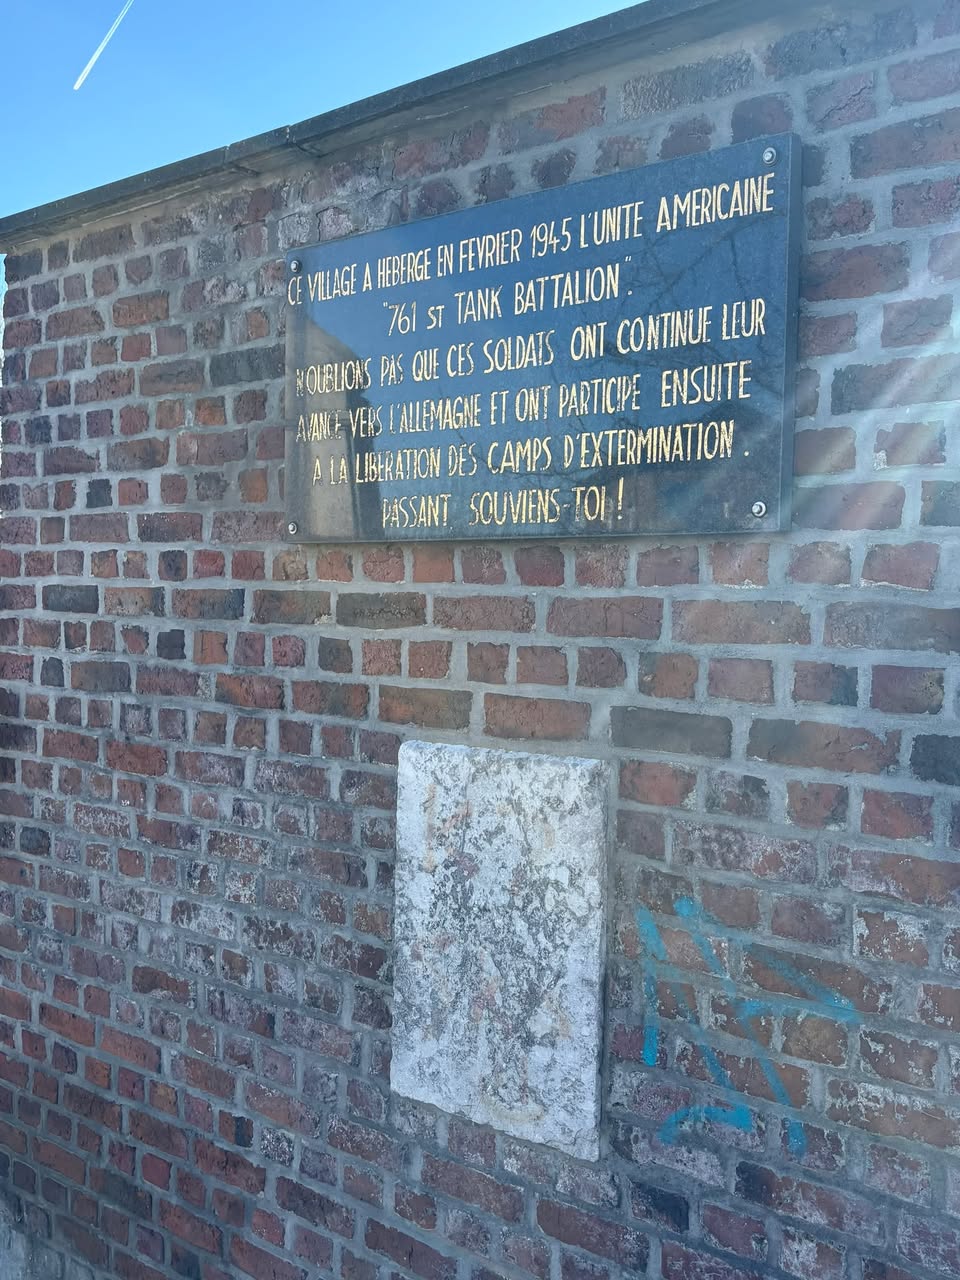 CE VILLAGE A HEBERGE EN FEVRIER 1945 L'UNITE AMERICAINE
"761 ST TANK BATTALION".
N'OUBLIONS PAS QUE CES SOLDATS ONT CONTINUE LEUR
AVANCE VERS L'ALLEMAGNE ET ONT PARTICIPE ENSUITE
A LA LIBERATION DES CAMPS D'EXTERMINATION.
PASSANT SOUVIENS-TOI!